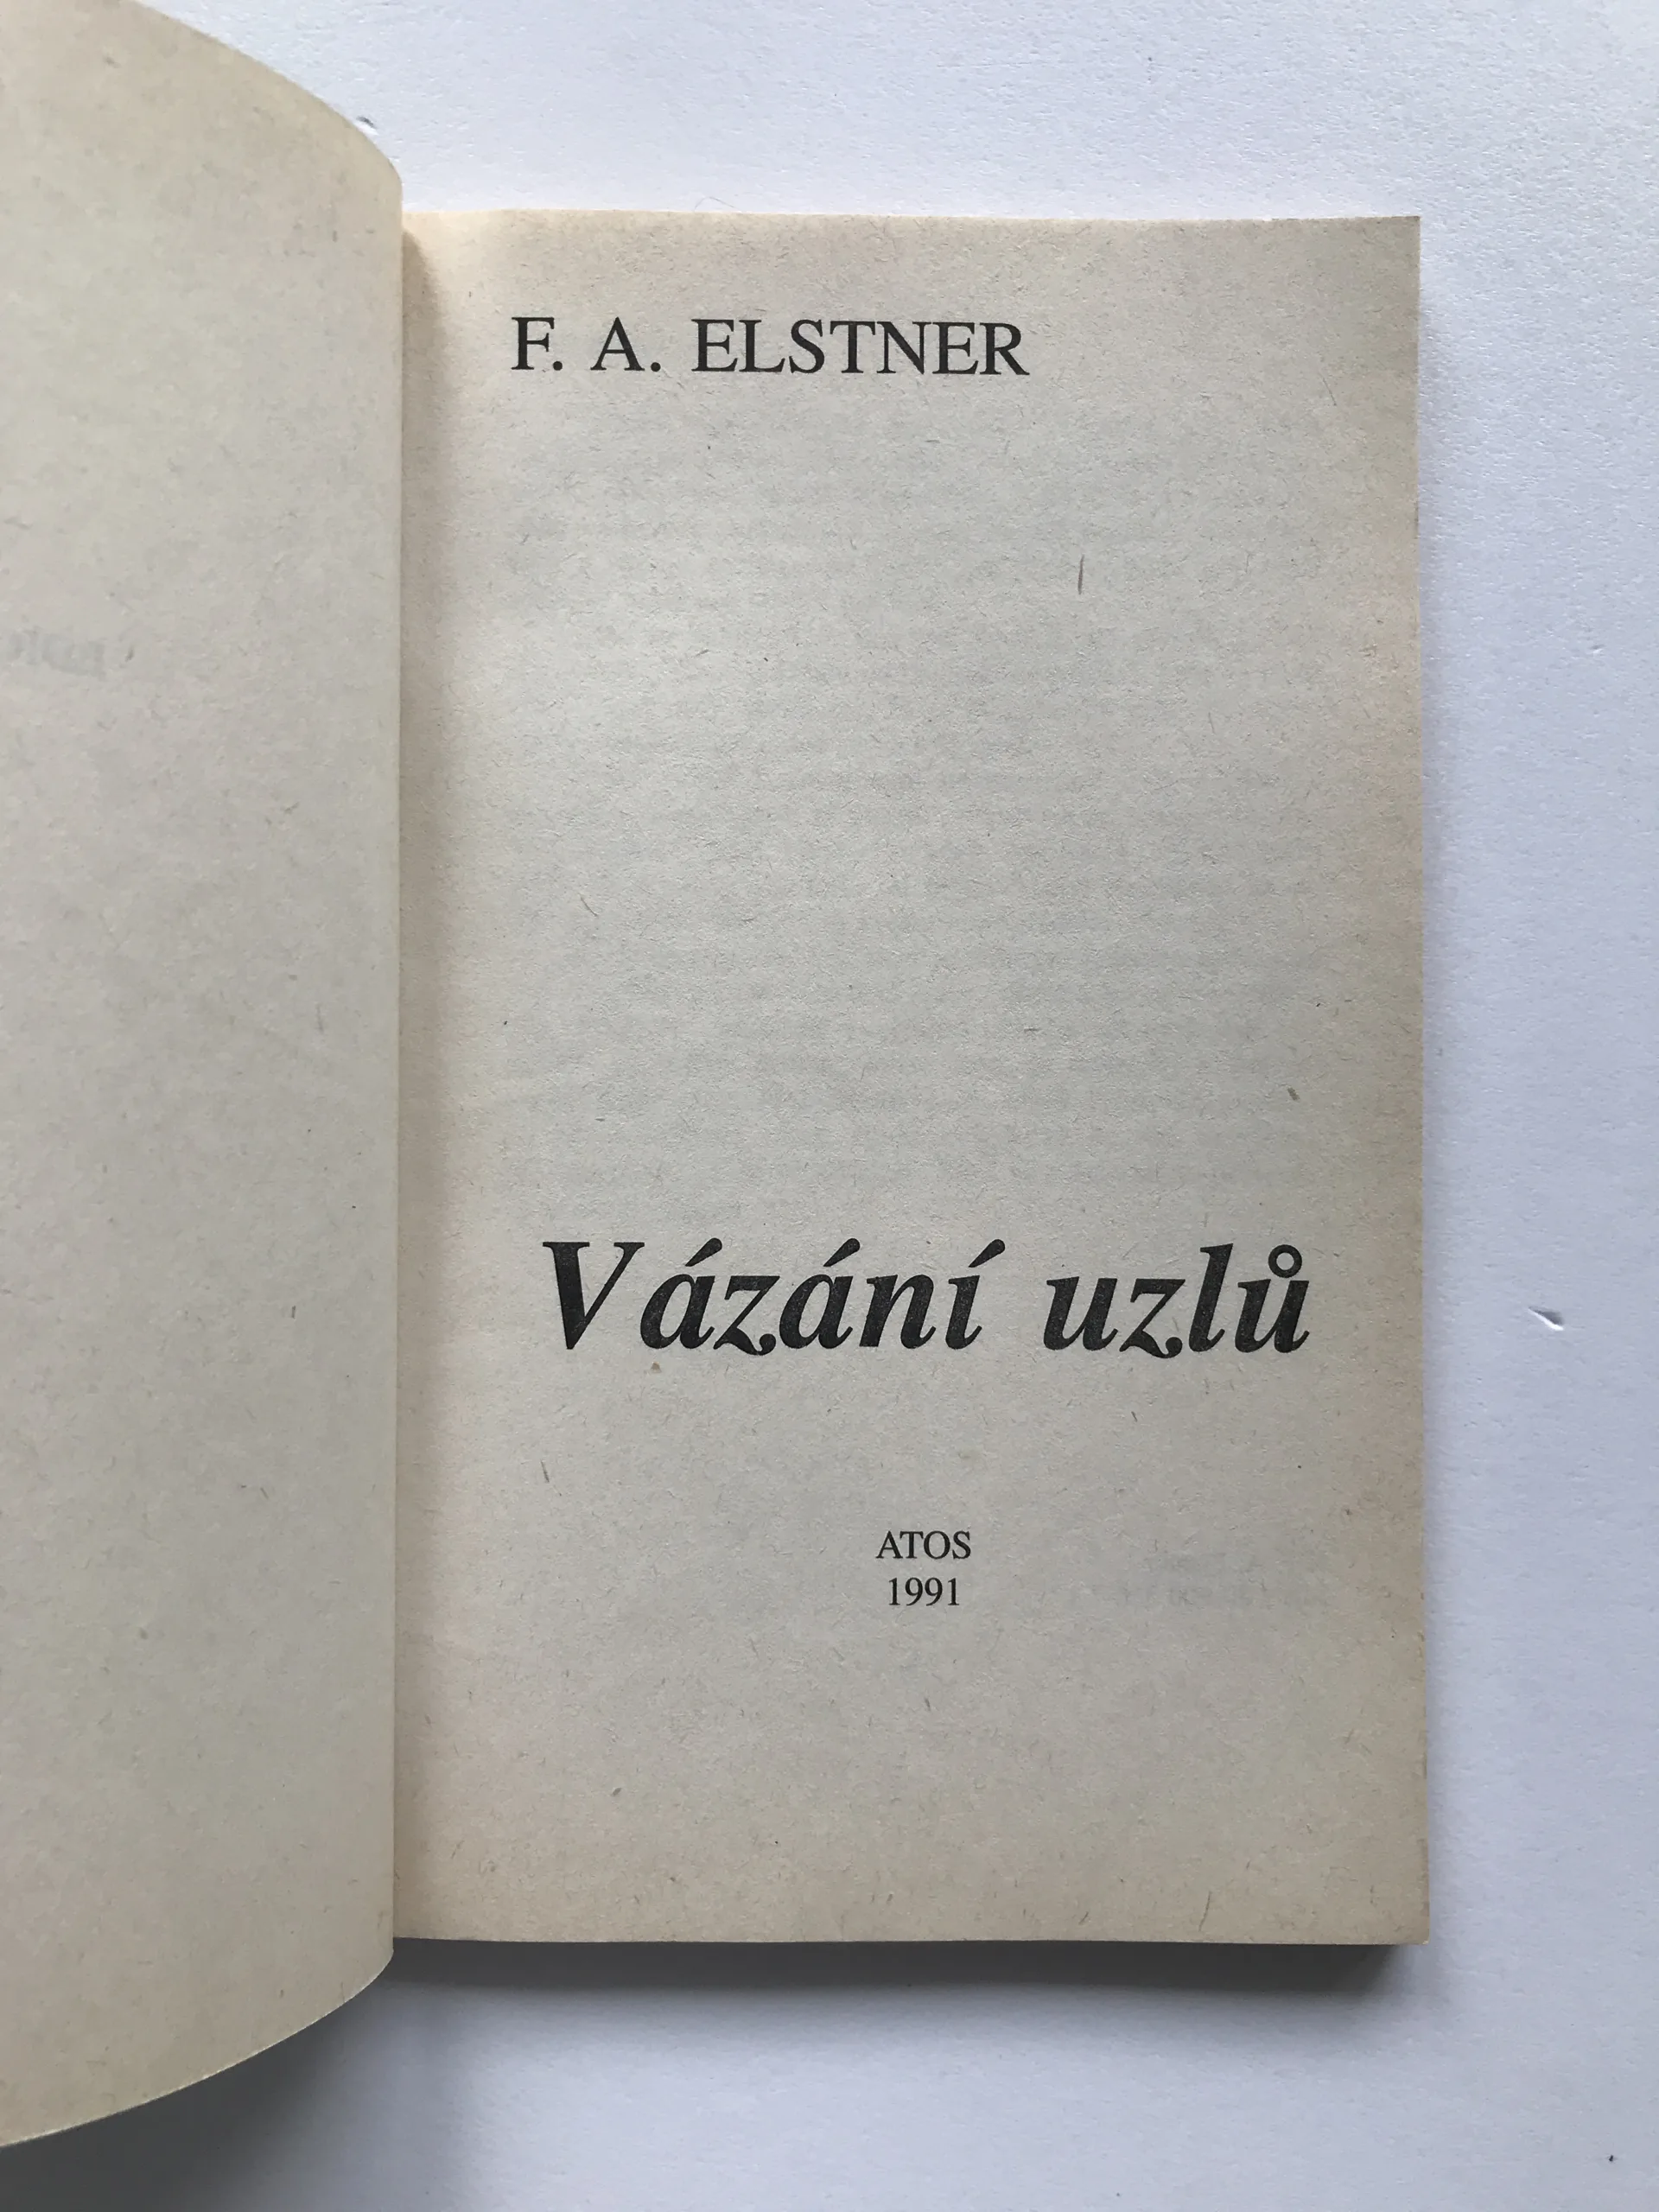 F. A. ELSTNER
Vázání uzlů
ATOS
1991